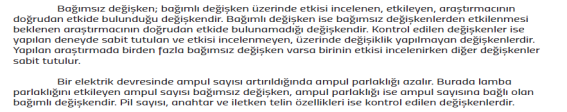 Bağımsız değişken; bağımlı değişken üzerinde etkisi incelenen, etkileyen, araştırmacının
doğrudan etkide bulunduğu değişkendir. Bağımlı değişken ise bağımsız değişkenlerden etkilenmesi
beklenen araştırmacının doğrudan etkide bulunamadığı değişkendir. Kontrol edilen değişkenler ise
yapılan deneyde sabit tutulan ve etkisi incelenmeyen, üzerinde değişiklik yapılmayan değişkenlerdir.
Yapılan araştırmada birden fazla bağımsız değişken varsa birinin etkisi incelenirken diğer değişkenler
sabit tutulur.
Bir elektrik devresinde ampul sayısı artırıldığında ampul parlaklığı azalır. Burada lamba
parlaklığını etkileyen ampul sayısı bağımsız değişken, ampul parlaklığı ise ampul sayısına bağlı olan
bağımlı değişkendir. Pil sayısı, anahtar ve iletken telin özellikleri ise kontrol edilen değişkenlerdir.